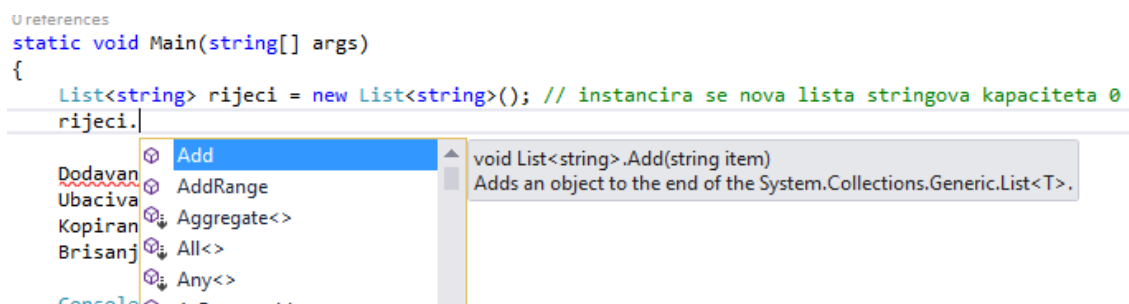 0 references
static void Main(string[] args)
{
List<string> rijeci = new List<string>(); // instancira se nova lista stringova kapaciteta 0
rijeci.
Add
AddRange
Aggregate<>
All<>
Any<>
void List<string>.Add(string item)
Adds an object to the end of the System.Collections.Generic.List<T>.
Dodavan
Ubaciva
Kopiran
Brisanj
Console